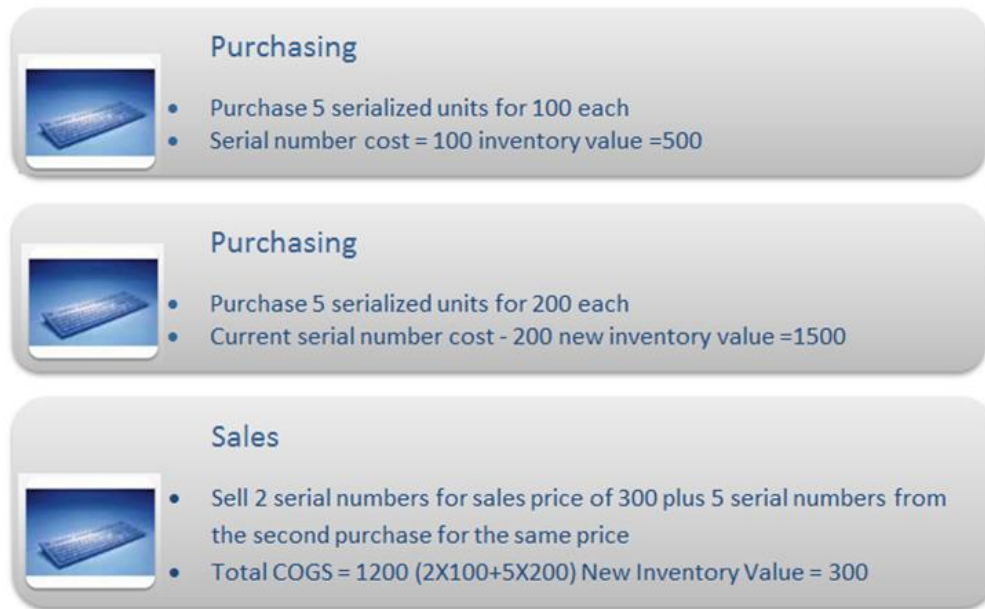 Purchasing
• Purchase 5 serialized units for 100 each
• Serial number cost = 100 inventory value =500
Purchasing
• Purchase 5 serialized units for 200 each
• Current serial number cost - 200 new inventory value =1500
Sales
• Sell 2 serial numbers for sales price of 300 plus 5 serial numbers from
the second purchase for the same price
• Total COGS = 1200 (2X100+5X200) New Inventory Value = 300